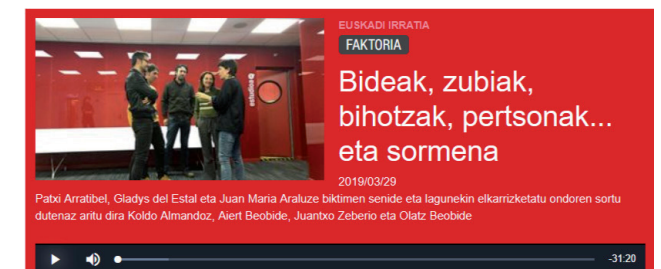 EUSKADI IRRATIA
FAKTORIA
Bideak, zubiak,
bihotzak, pertsonak...
eta sormena
2019/03/29
Patxi Arratibel, Gladys del Estal eta Juan Maria Araluze biktimen senide eta lagunekin elkarrizketatu ondoren sortu
dutenaz aritu dira Koldo Almandoz, Aiert Beobide, Juantxo Zeberio eta Olatz Beobide
-31:20